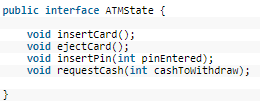 public interface ATMState {
void insertCard();
void ejectCard();
void insertPin(int pinEntered);
void requestCash(int cashToWithdraw);
}